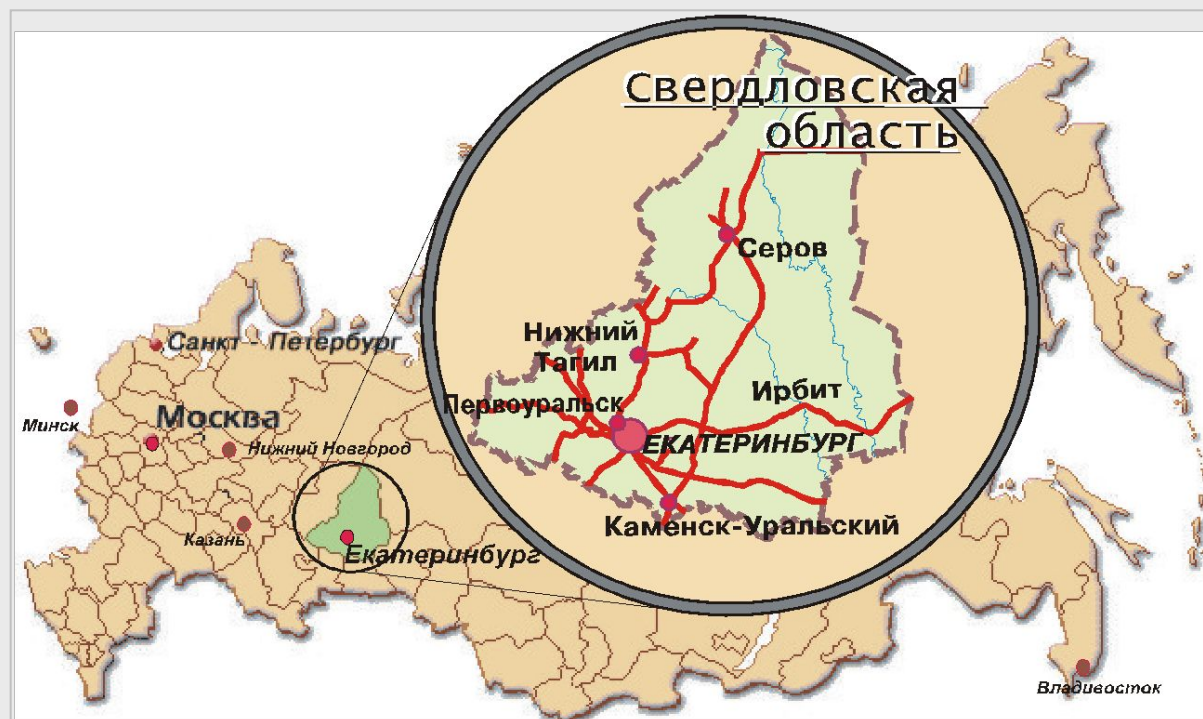 Свердловская
область
Серов
Нижний
Тагил
Ирбит
Первоуральск
ЕКАТЕРИНБУРГ
Каменск-Уральский
Санкт - Петербург
Москва
Минск
Нижний Новгород
Казань
Екатеринбург
Владивосток